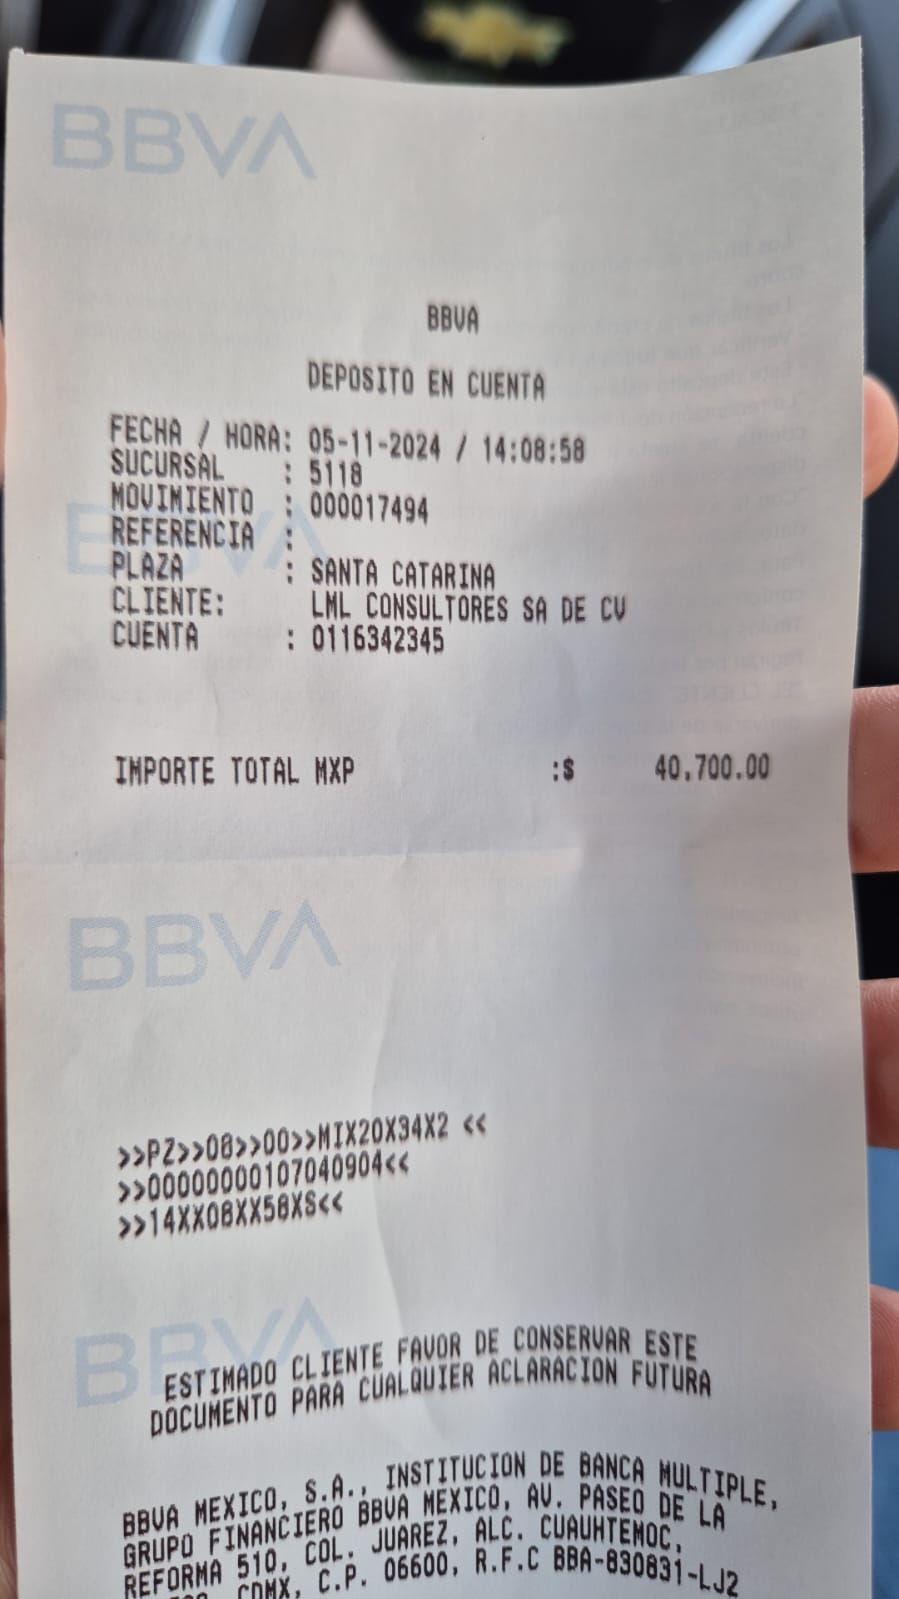 BBVA
BBVA
DEPOSITO EN CUENTA
FECHA / HORA: 05-11-2024 / 14:08:58
SUCURSAL : 5118
MOVIMIENTO : 000017494
REFERENCIA :
PLAZA : SANTA CATARINA
CLIENTE: LML CONSULTORES SA DE CV
CUENTA : 0116342345
IMPORTE TOTAL MXP :$ 40,700.00
BBVA
>>PZ>>08>>00>>MIX20X34X2 <<
>>00000000107040904<<
>>14XX08XX58XS<<
BBVA
ESTIMADO CLIENTE FAVOR DE CONSERVAR ESTE
DOCUMENTO PARA CUALQUIER ACLARACION FUTURA
BBVA MEXICO, S.A., INSTITUCION DE BANCA MULTIPLE,
GRUPO FINANCIERO BBVA MEXICO, AV. PASEO DE LA
REFORMA 510, COL. JUAREZ, ALC. CUAUHTEMOC,
CDMX, C.P. 06600, R.F.C BBA-830831-LJ2